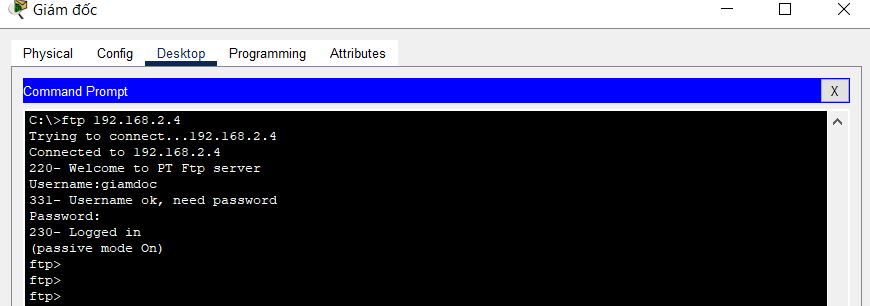 Giám đốc
Physical Config Desktop Programming Attributes
Command Prompt X
C:\>ftp 192.168.2.4
Trying to connect...192.168.2.4
Connected to 192.168.2.4
220- Welcome to PT Ftp server
Username:giamdoc
331- Username ok, need password
Password:
230- Logged in
(passive mode On)
ftp>
ftp>
ftp>